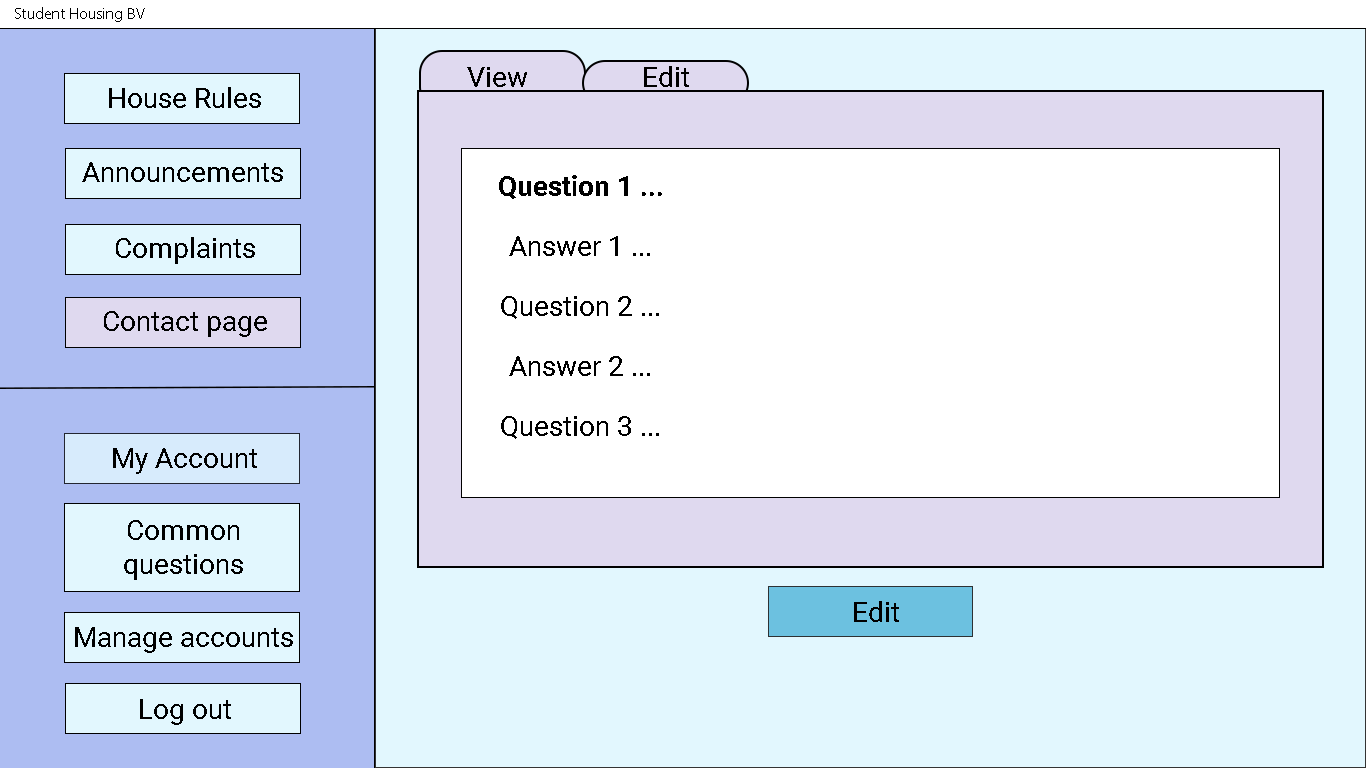 Student Housing BV
House Rules
Announcements
Complaints
Contact page
My Account
Common
questions
Manage accounts
Log out
View
Edit
Question 1 ...
Answer 1 ...
Question 2 ...
Answer 2 ...
Question 3 ...
Edit